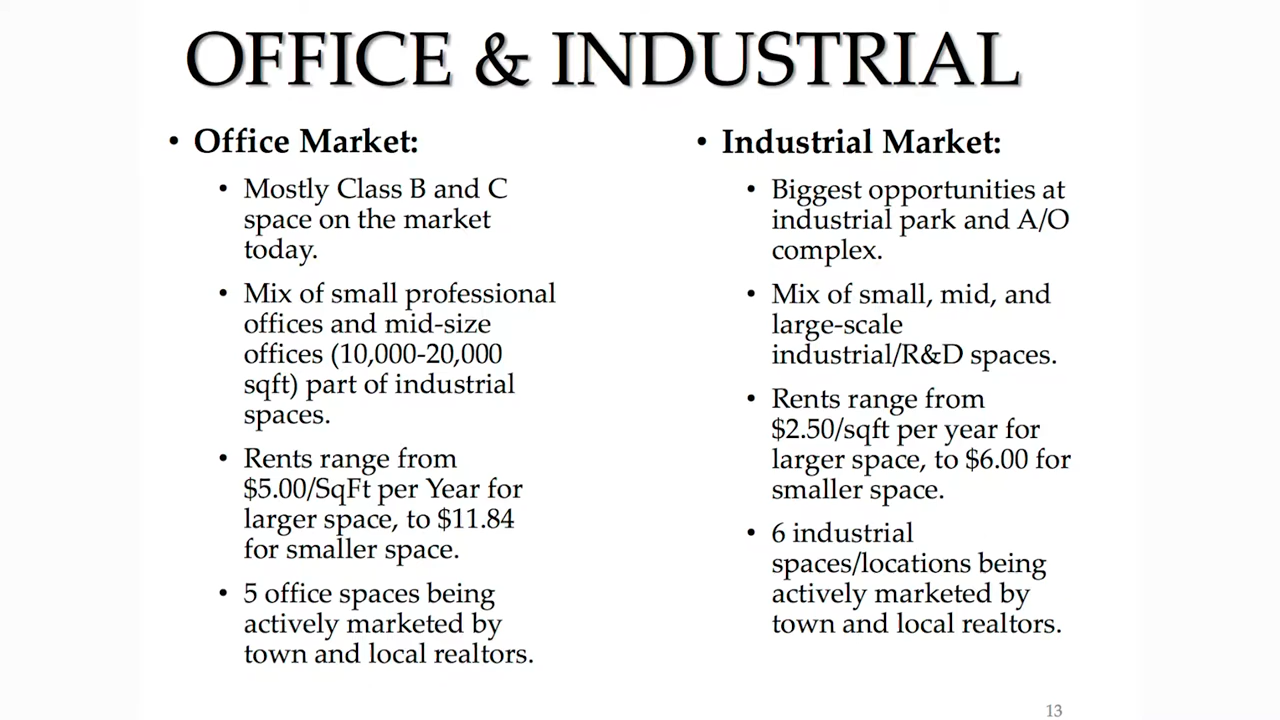 OFFICE & INDUSTRIAL
• Office Market:
• Mostly Class B and C
space on the market
today.
• Mix of small professional
offices and mid-size
offices (10,000-20,000
sqft) part of industrial
spaces.
• Rents range from
$5.00/SqFt per Year for
larger space, to $11.84
for smaller space.
• 5 office spaces being
actively marketed by
town and local realtors.
• Industrial Market:
• Biggest opportunities at
industrial park and A/O
complex.
• Mix of small, mid, and
large-scale
industrial/R&D spaces.
• Rents range from
$2.50/sqft per year for
larger space, to $6.00 for
smaller space.
• 6 industrial
spaces/locations being
actively marketed by
town and local realtors.
13